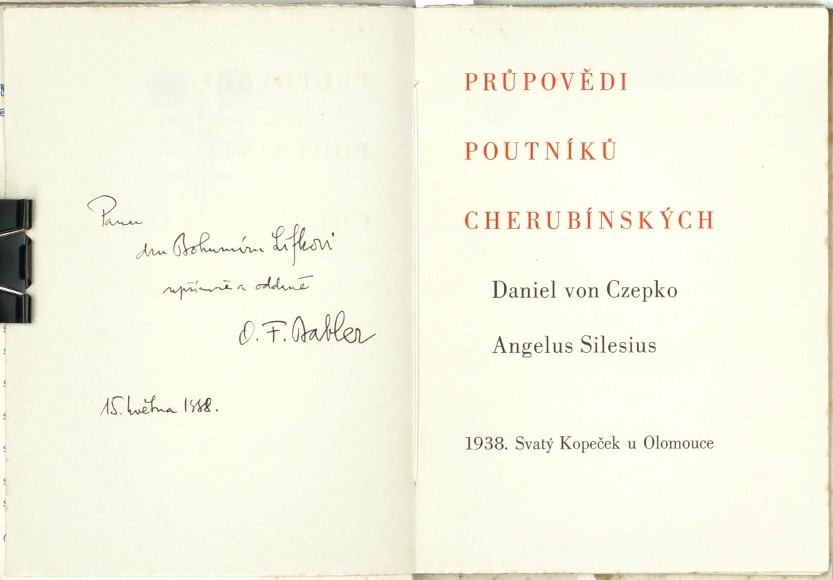 Panu
dru Bohumíru Lifkovi
upřímně a oddaně
O. F. Babler
15. května 1938.
PRŮPOVĚDI
POUTNÍKŮ
CHERUBÍNSKÝCH
Daniel von Czepko
Angelus Silesius
1938. Svatý Kopeček u Olomouce